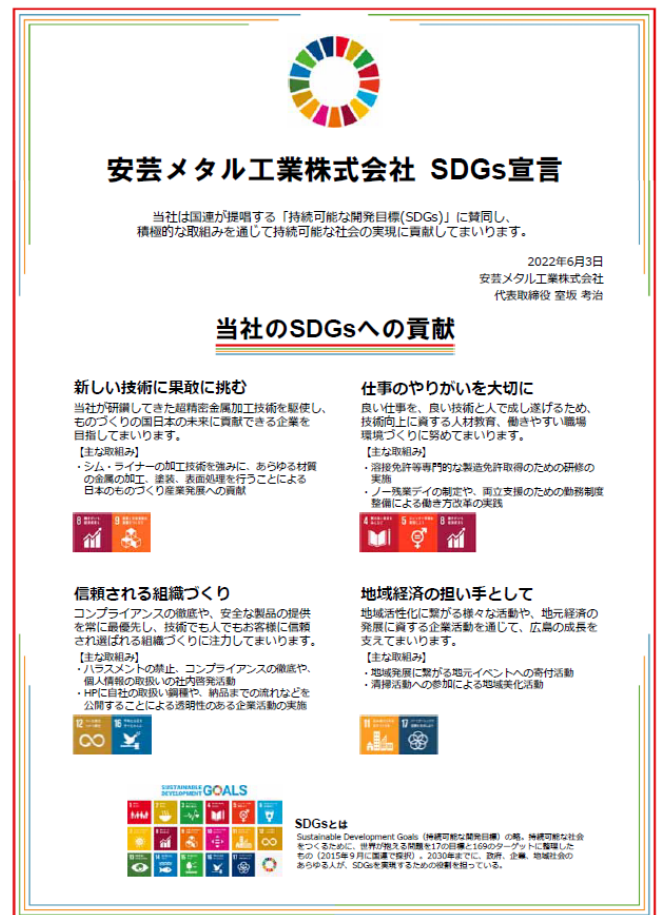 安芸メタル工業株式会社 SDGs宣言
当社は国連が提唱する「持続可能な開発目標(SDGs)」に賛同し、
積極的な取組みを通じて持続可能な社会の実現に貢献してまいります。
2022年6月3日
安芸メタル工業株式会社
代表取締役 室坂 考治
当社のSDGsへの貢献
新しい技術に果敢に挑む
当社が研鑽してきた超精密金属加工技術を駆使し、
ものづくりの国日本の未来に貢献できる企業を
目指してまいります。
【主な取組み】
・シム・ライナーの加工技術を強みに、あらゆる材質
の金属の加工、塗装、表面処理を行うことによる
日本のものづくり産業発展への貢献
8
9
仕事のやりがいを大切に
良い仕事を、良い技術と人で成し遂げるため、
技術向上に資する人材教育、働きやすい職場
環境づくりに努めてまいります。
【主な取組み】
・溶接免許等専門的な製造免許取得のための研修の
実施
・ノー残業デイの制定や、両立支援のための勤務制度
整備による働き方改革の実践
4
5
8
信頼される組織づくり
コンプライアンスの徹底や、安全な製品の提供
を常に最優先し、技術でも人でもお客様に信頼
され選ばれる組織づくりに注力してまいります。
【主な取組み】
・ハラスメントの禁止、コンプライアンスの徹底や、
個人情報の取扱いの社内啓発活動
・HPに自社の取扱い鋼種や、納品までの流れなどを
公開することによる透明性のある企業活動の実施
12
16
地域経済の担い手として
地域活性化に繋がる様々な活動や、地元経済の
発展に資する企業活動を通じて、広島の成長を
支えてまいります。
【主な取組み】
・地域発展に繋がる地元イベントへの寄付活動
・清掃活動への参加による地域美化活動
11
17
SUSTAINABLE
DEVELOPMENT GOALS
SDGsとは
Sustainable Development Goals（持続可能な開発目標）の略。持続可能な社会
をつくるために、世界が抱える問題を17の目標と169のターゲットに整理した
もの（2015年9月に国連で採択）。2030年までに、政府、企業、地域社会の
あらゆる人が、SDGsを実現するための役割を担っている。